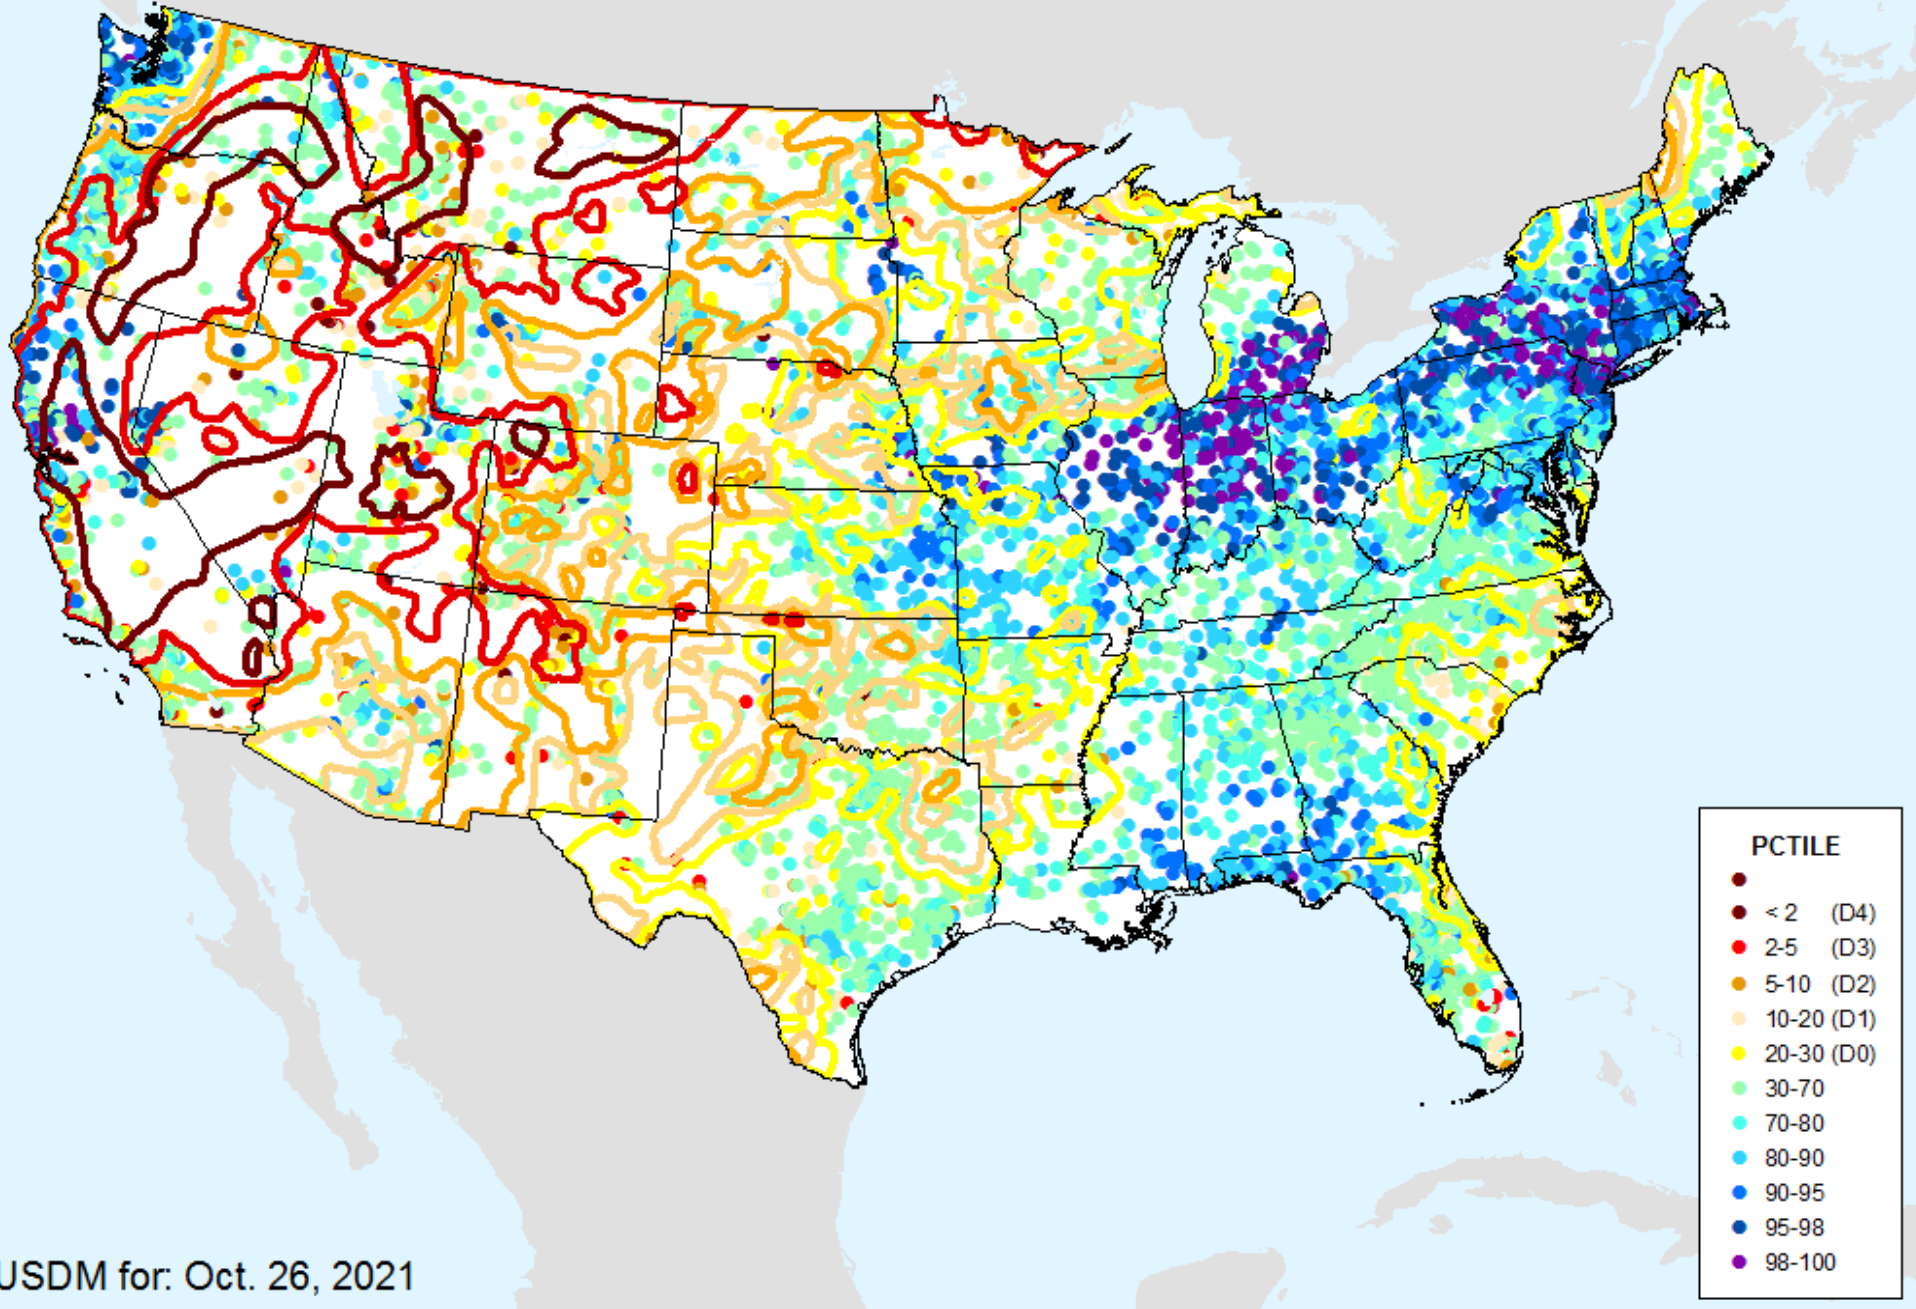 PCTILE
< 2 (D4)
2-5 (D3)
5-10 (D2)
10-20 (D1)
20-30 (D0)
30-70
70-80
80-90
90-95
95-98
98-100
USDM for: Oct. 26, 2021